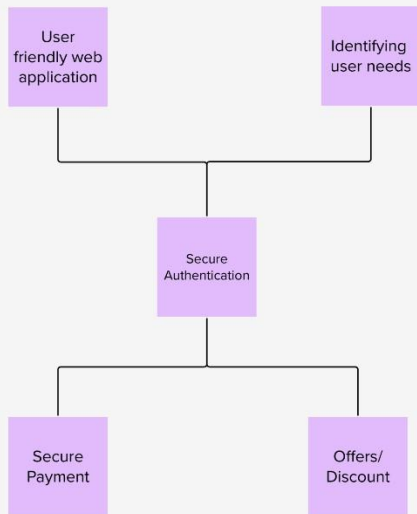 User
friendly web
application
Identifying
user needs
Secure
Authentication
Secure
Payment
Offers/
Discount